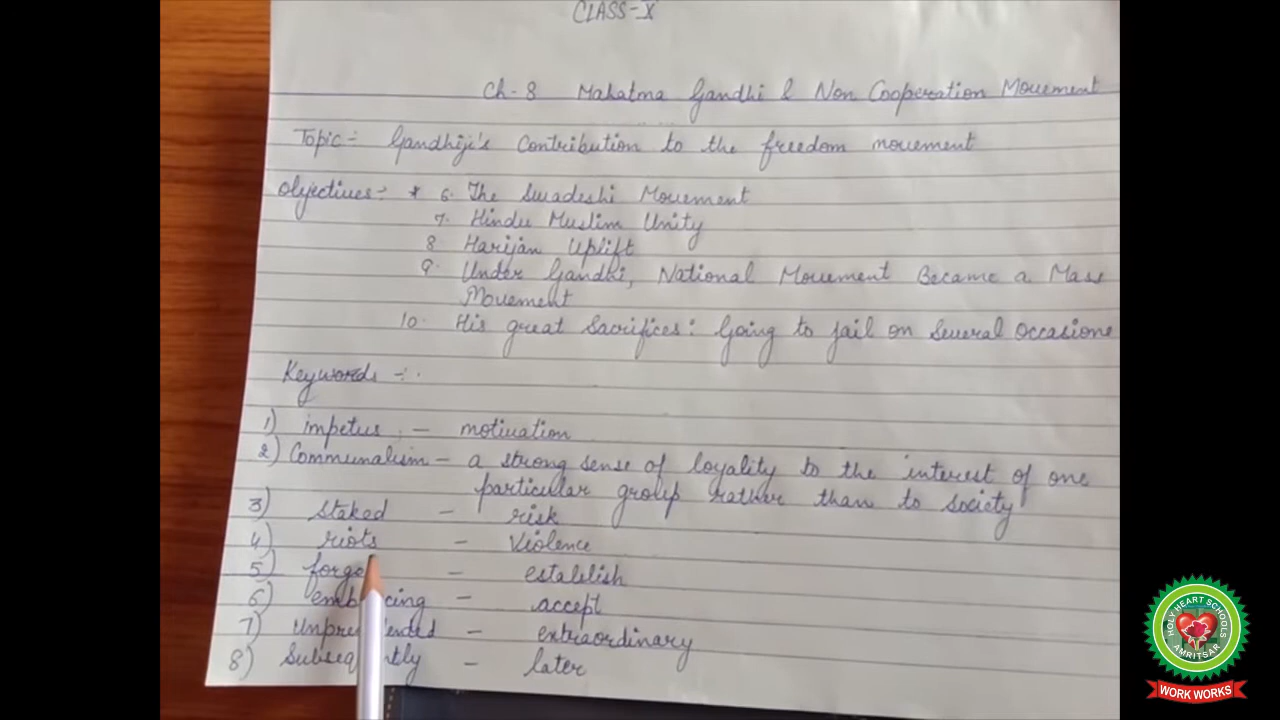 CLASS-X
Ch-8 Mahatma Gandhi & Non Cooperation Movement
Topic:- Gandhiji's Contribution to the freedom movement
Objectives:- * 6. The Swadeshi Movement
7. Hindu Muslim Unity
8 Harijan Uplift
9. Under Gandhi, National Movement Became a Mass
Movement
10. His great Sacrifices: Going to jail on Several Occasions
Keywords :-
1) impetus - motivation
2) Communalism - a strong sense of loyality to the interest of one
particular group rather than to society
3) Staked - risk
4) riots - Violence
5) - establish
6) - accept
7) - extraordinary
8) Subsequently - later
HOLY HEART SCHOOLS
AMRITSAR
WORK WORKS